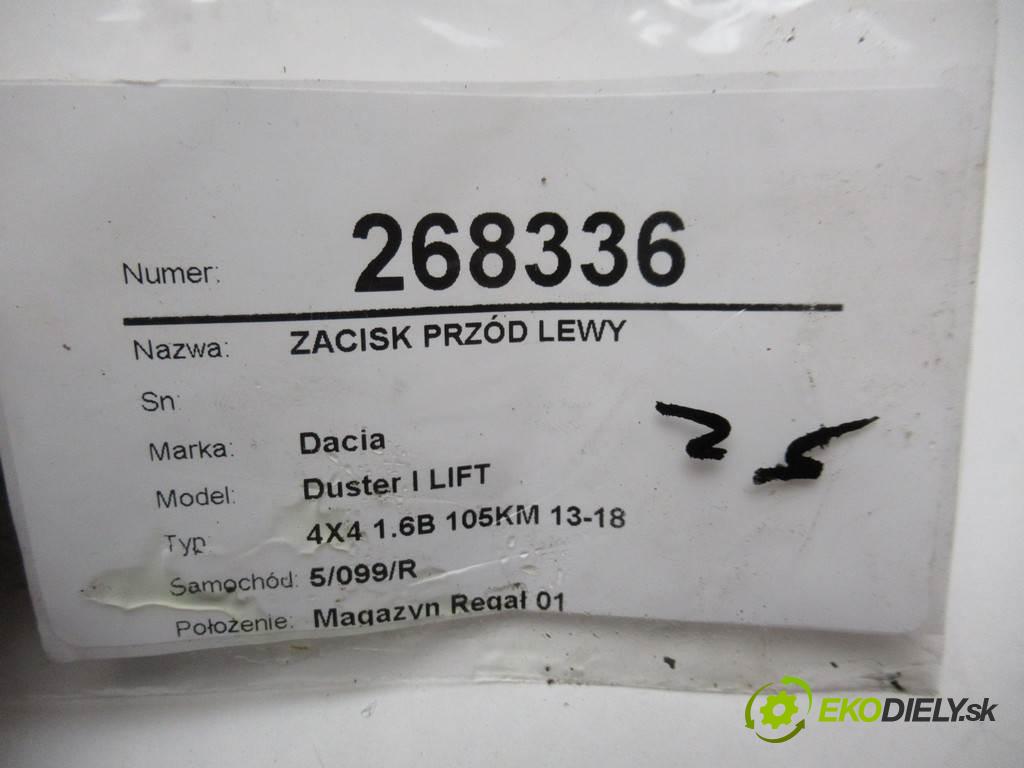 Numer: 268336
Nazwa: ZACISK PRZÓD LEWY
Sn:
Marka: Dacia
Model: Duster I LIFT
Typ: 4X4 1.6B 105KM 13-18
Samochód: 5/099/R
Położenie: Magazyn Regał 01
EKODIELY.sk